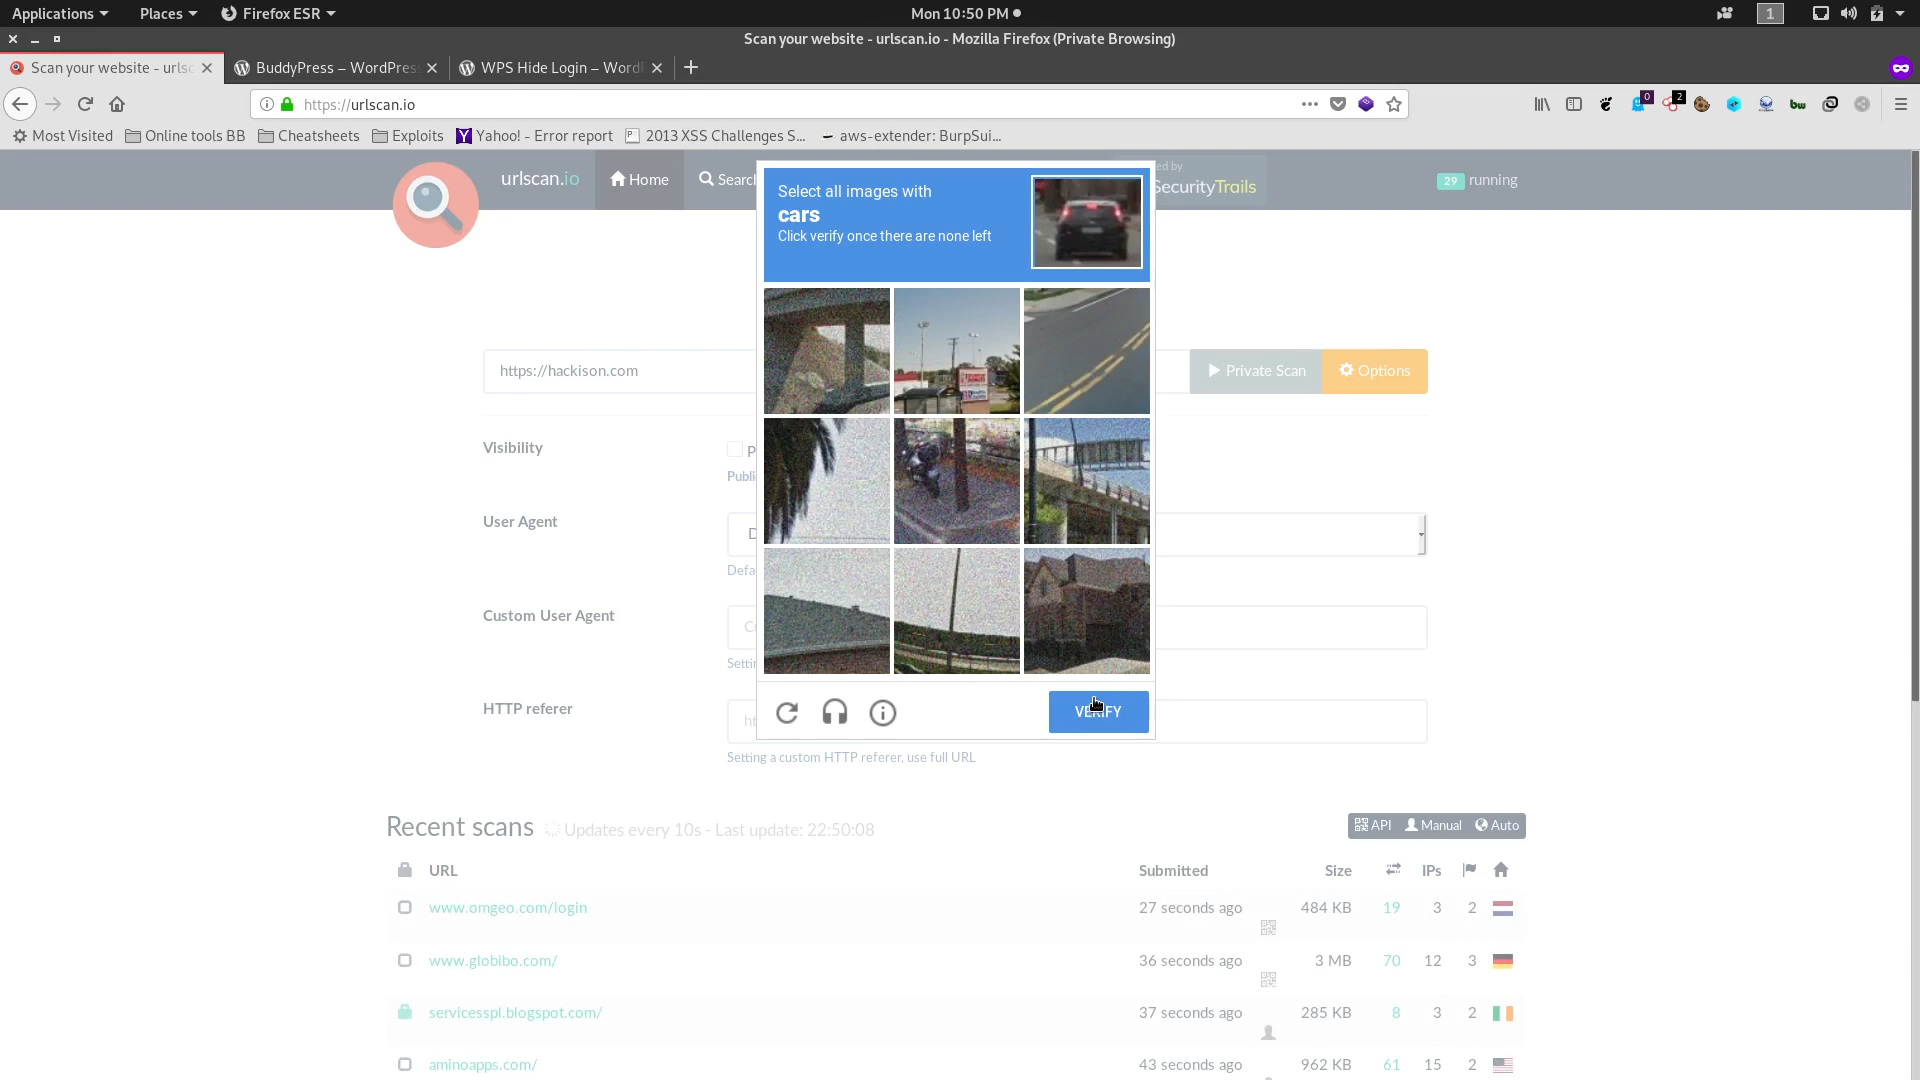 Applications Places Firefox ESR Mon 10:50 PM 1
Scan your website - urlscan.io - Mozilla Firefox (Private Browsing)
Scan your website - urlsc BuddyPress – WordPres WPS Hide Login – Word
https://urlscan.io 0 2 bw
Most Visited Online tools BB Cheatsheets Exploits Yahoo! - Error report 2013 XSS Challenges S... aws-extender: BurpSui...
urlscan.io Home Search ed by
SecurityTrails 29 running
Select all images with
cars
Click verify once there are none left
https://hackison.com Private Scan Options
Visibility P
Publi
User Agent D
Defa
Custom User Agent
Settin
HTTP referer ht
VERIFY
Setting a custom HTTP referer, use full URL
Recent scans Updates every 10s - Last update: 22:50:08 API Manual Auto
URL Submitted Size IPs
www.omgeo.com/login 27 seconds ago 484 KB 19 3 2
www.globibo.com/ 36 seconds ago 3 MB 70 12 3
servicesspl.blogspot.com/ 37 seconds ago 285 KB 8 3 2
aminoapps.com/ 43 seconds ago 962 KB 61 15 2